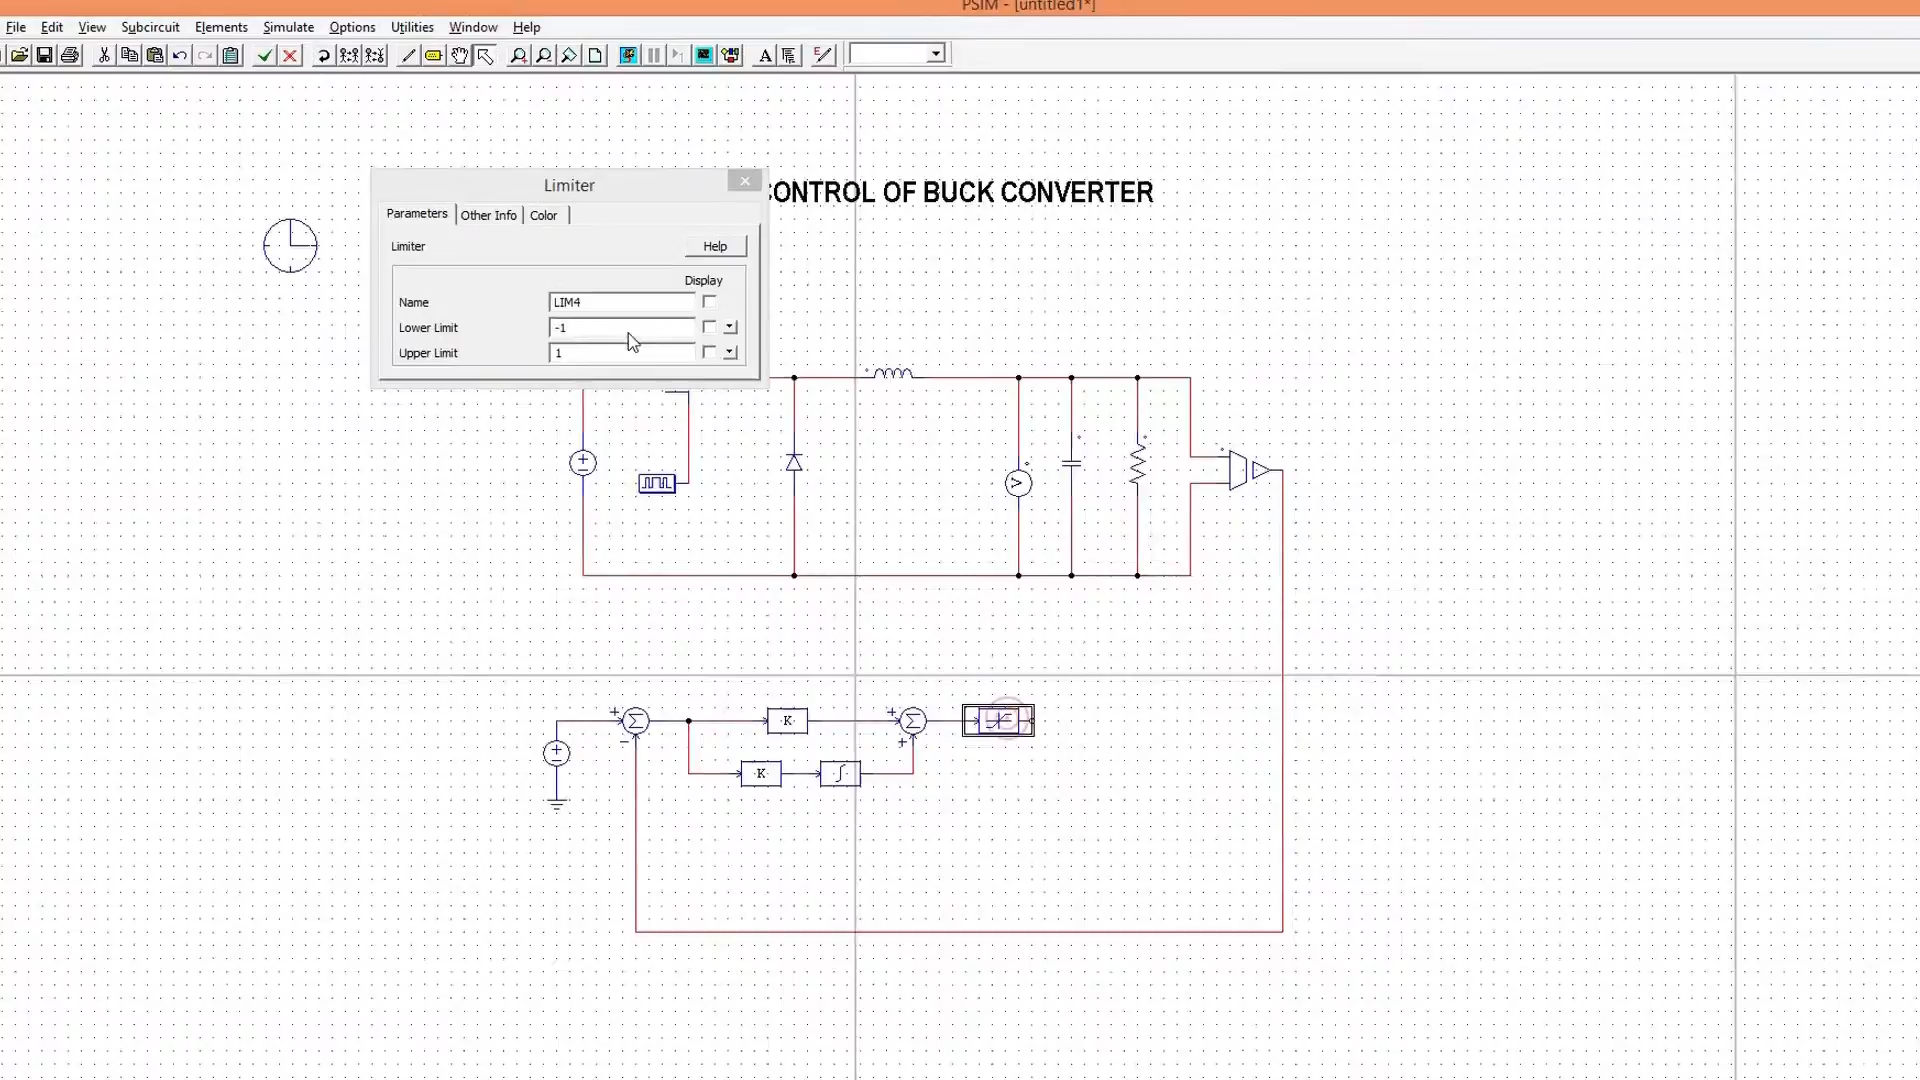 PSIM - [untitled1*]
File Edit View Subcircuit Elements Simulate Options Utilities Window Help
CONTROL OF BUCK CONVERTER
Limiter
Parameters Other Info Color
Limiter Help
Display
Name LIM4
Lower Limit -1
Upper Limit 1
K
K